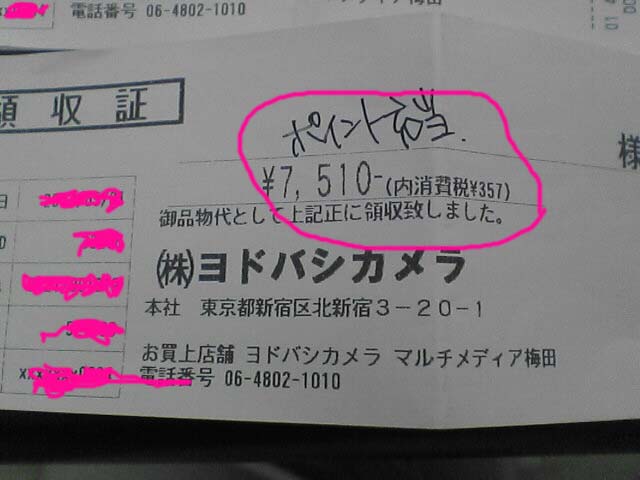 電話番号 06-4802-1010
領収証
ポイント充当.
様
¥7,510-(内消費税¥357)
御品物代として上記正に領収致しました。
㈱ヨドバシカメラ
本社 東京都新宿区北新宿3-20-1
お買上店舗 ヨドバシカメラ マルチメディア梅田
電話番号 06-4802-1010